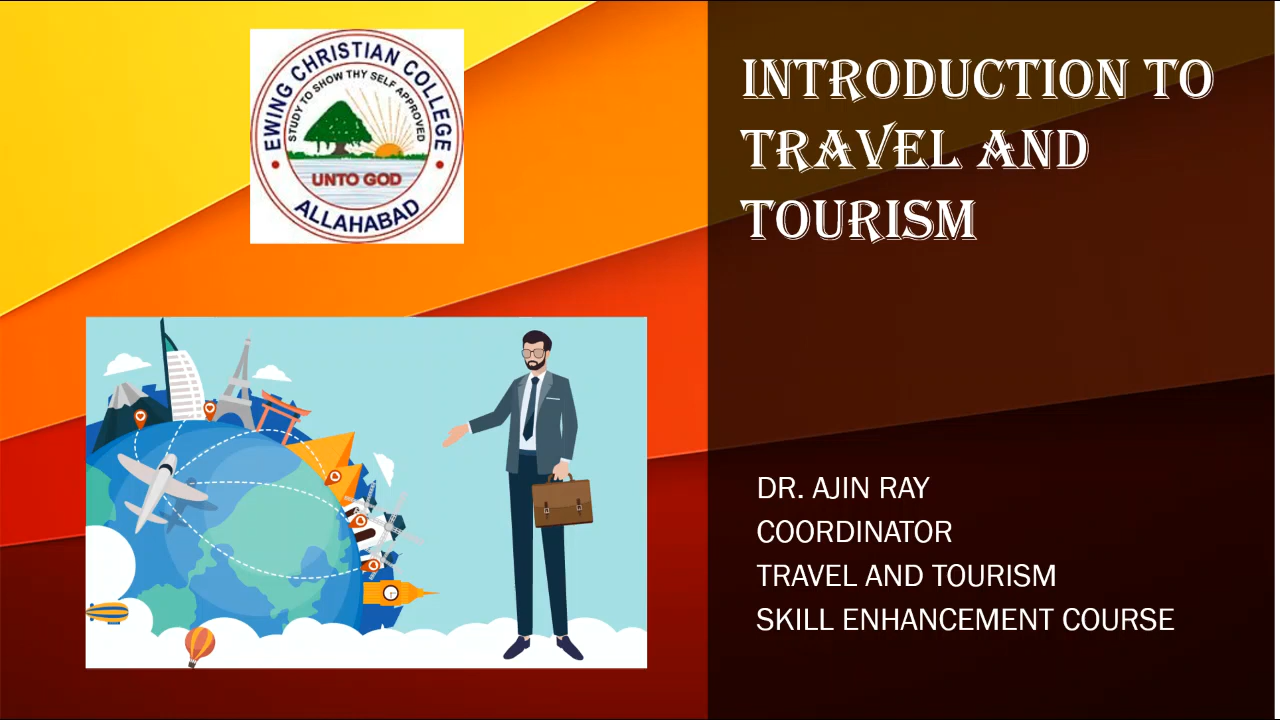 EWING CHRISTIAN COLLEGE
STUDY TO SHOW THY SELF APPROVED
UNTO GOD
ALLAHABAD
INTRODUCTION TO
TRAVEL AND
TOURISM
DR. AJIN RAY
COORDINATOR
TRAVEL AND TOURISM
SKILL ENHANCEMENT COURSE